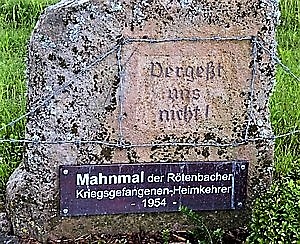 Vergeßt
uns
nicht!
Mahnmal der Rötenbacher
Kriegsgefangenen-Heimkehrer
- 1954 -